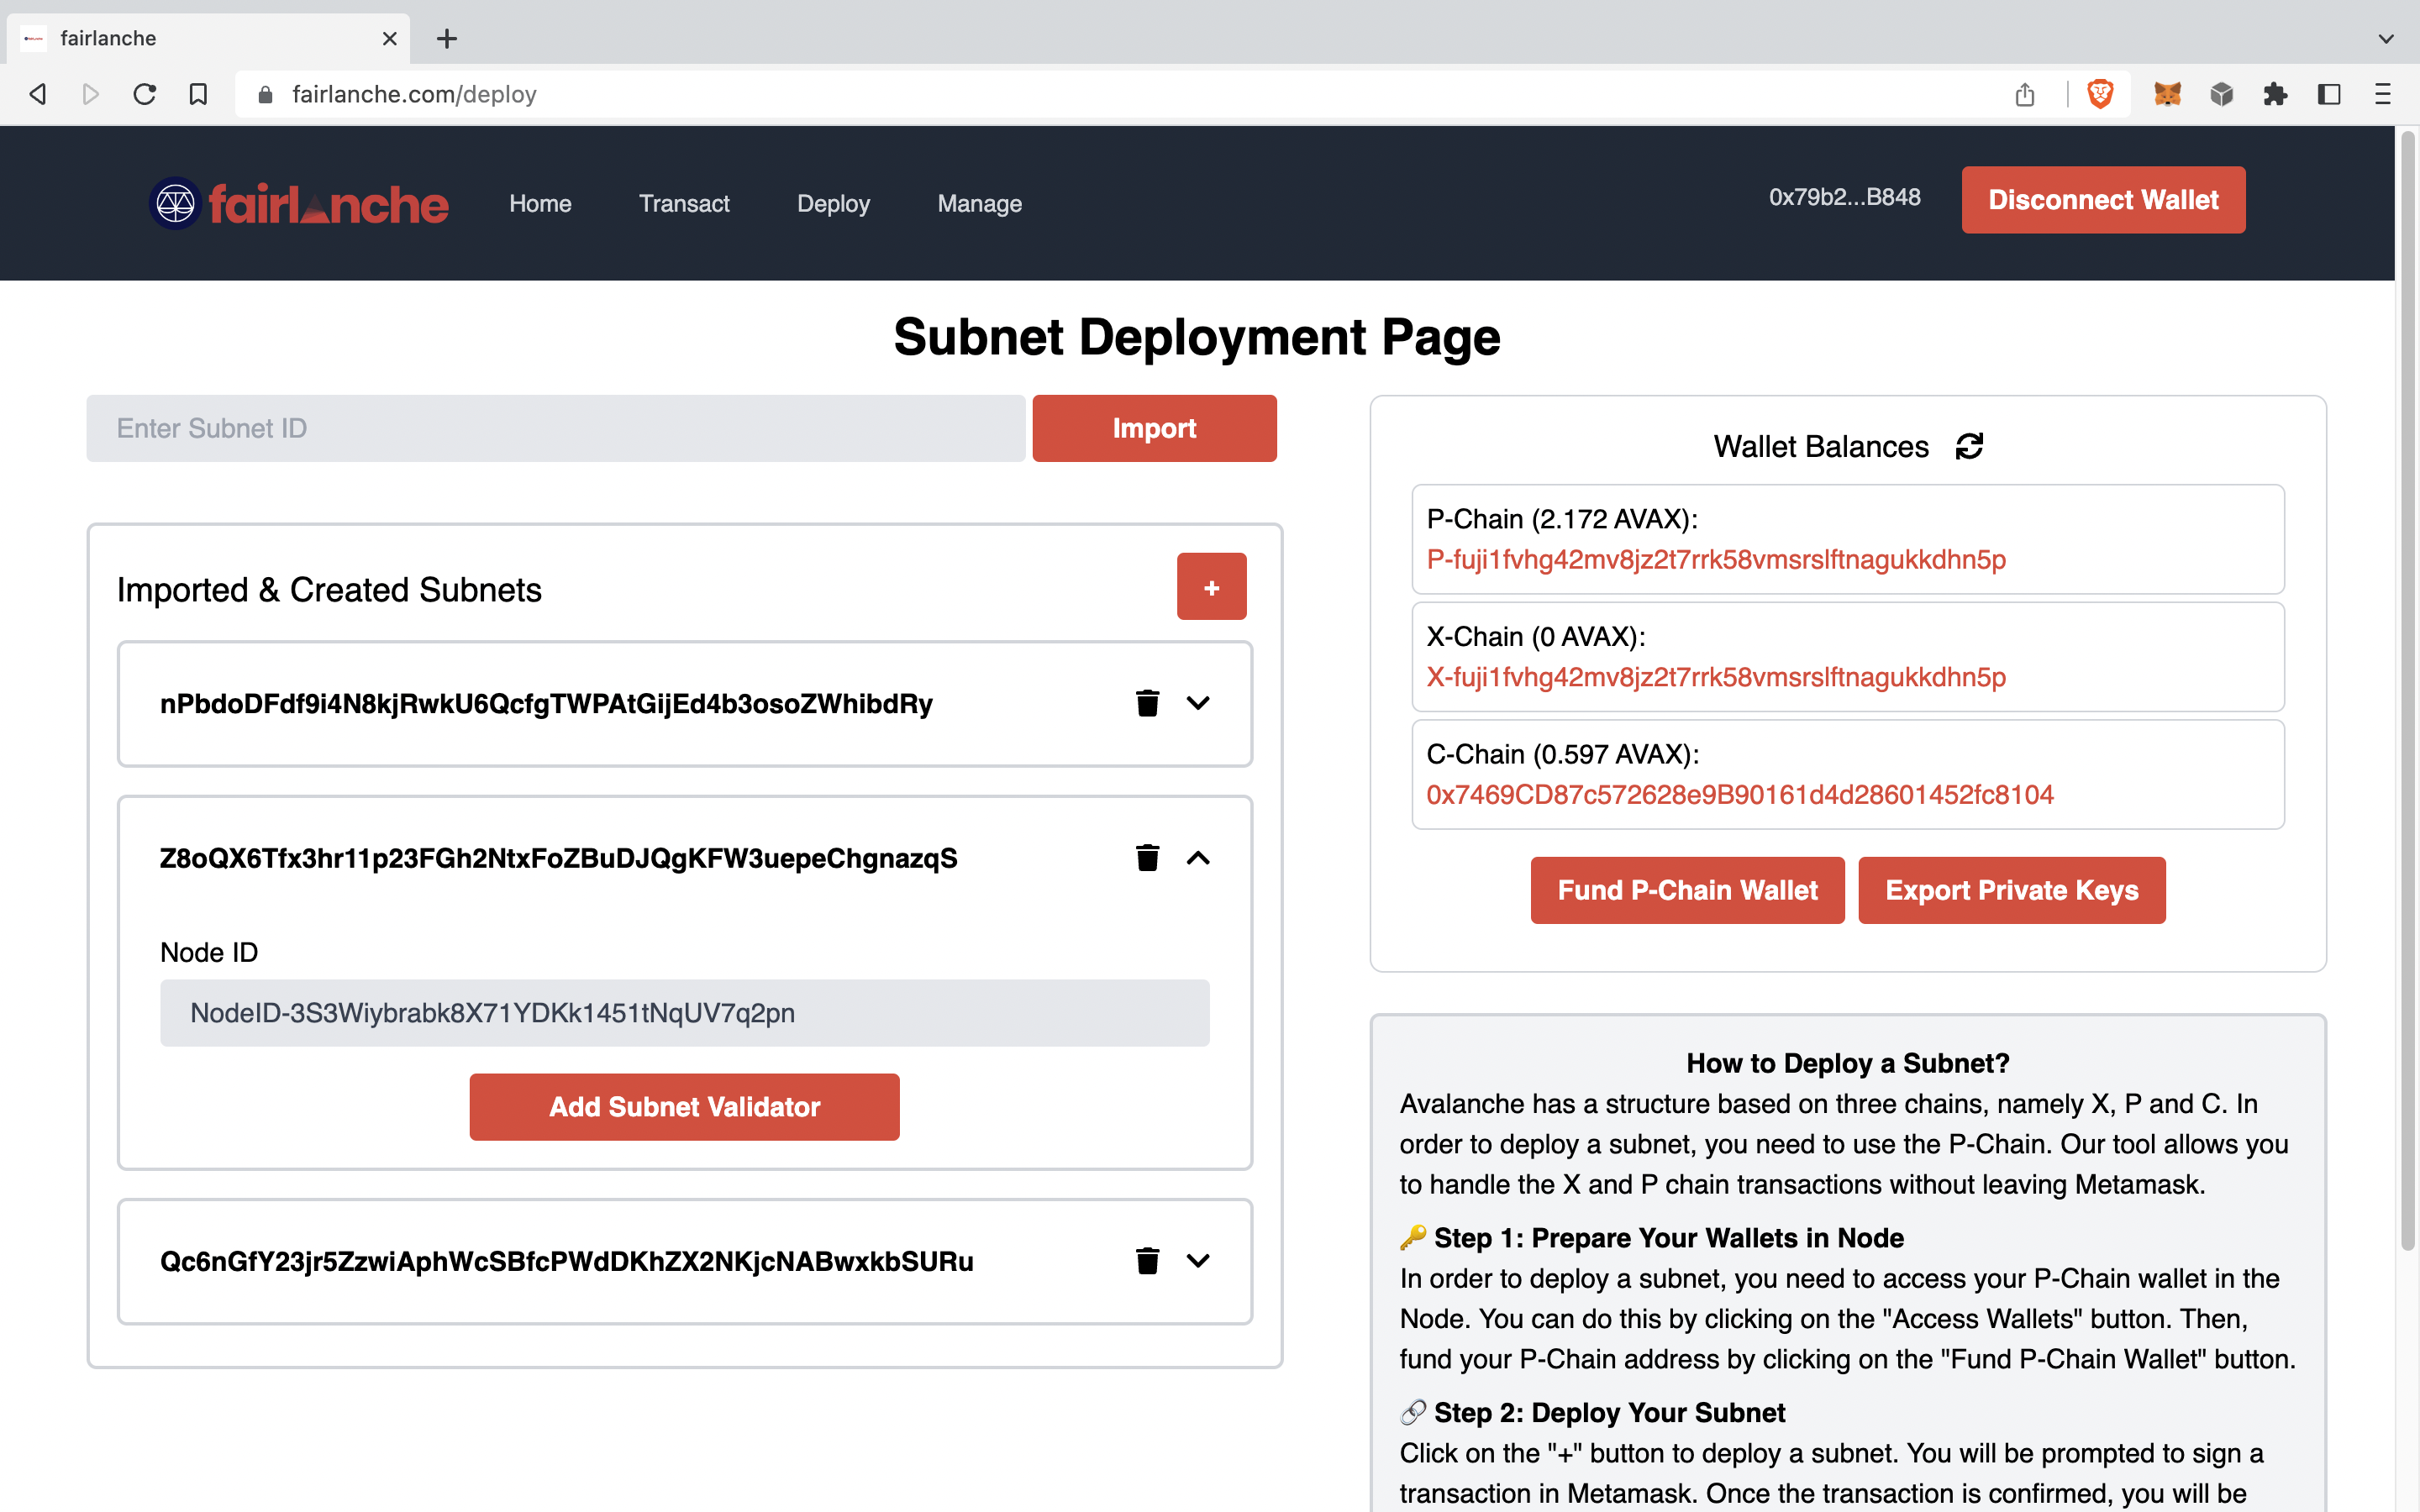 fairlanche
fairlanche.com/deploy
fairlanche
Home
Transact
Deploy
Manage
0x79b2...B848
Disconnect Wallet
Subnet Deployment Page
Enter Subnet ID
Import
Imported & Created Subnets
+
nPbdoDFdf9i4N8kjRwkU6QcfgTWPAtGijEd4b3osoZWhibdRy
Z8oQX6Tfx3hr11p23FGh2NtxFoZBuDJQgKFW3uepeChgnazqS
Node ID
NodeID-3S3Wiybrabk8X71YDKk1451tNqUV7q2pn
Add Subnet Validator
Qc6nGfY23jr5ZzwiAphWcSBfcPWdDKhZX2NKjcNABwxkbSURu
Wallet Balances
P-Chain (2.172 AVAX):
P-fuji1fvhg42mv8jz2t7rrk58vmsrslftnagukkdhn5p
X-Chain (0 AVAX):
X-fuji1fvhg42mv8jz2t7rrk58vmsrslftnagukkdhn5p
C-Chain (0.597 AVAX):
0x7469CD87c572628e9B90161d4d28601452fc8104
Fund P-Chain Wallet
Export Private Keys
How to Deploy a Subnet?
Avalanche has a structure based on three chains, namely X, P and C. In
order to deploy a subnet, you need to use the P-Chain. Our tool allows you
to handle the X and P chain transactions without leaving Metamask.
🔑 Step 1: Prepare Your Wallets in Node
In order to deploy a subnet, you need to access your P-Chain wallet in the
Node. You can do this by clicking on the "Access Wallets" button. Then,
fund your P-Chain address by clicking on the "Fund P-Chain Wallet" button.
🔗 Step 2: Deploy Your Subnet
Click on the "+" button to deploy a subnet. You will be prompted to sign a
transaction in Metamask. Once the transaction is confirmed, you will be